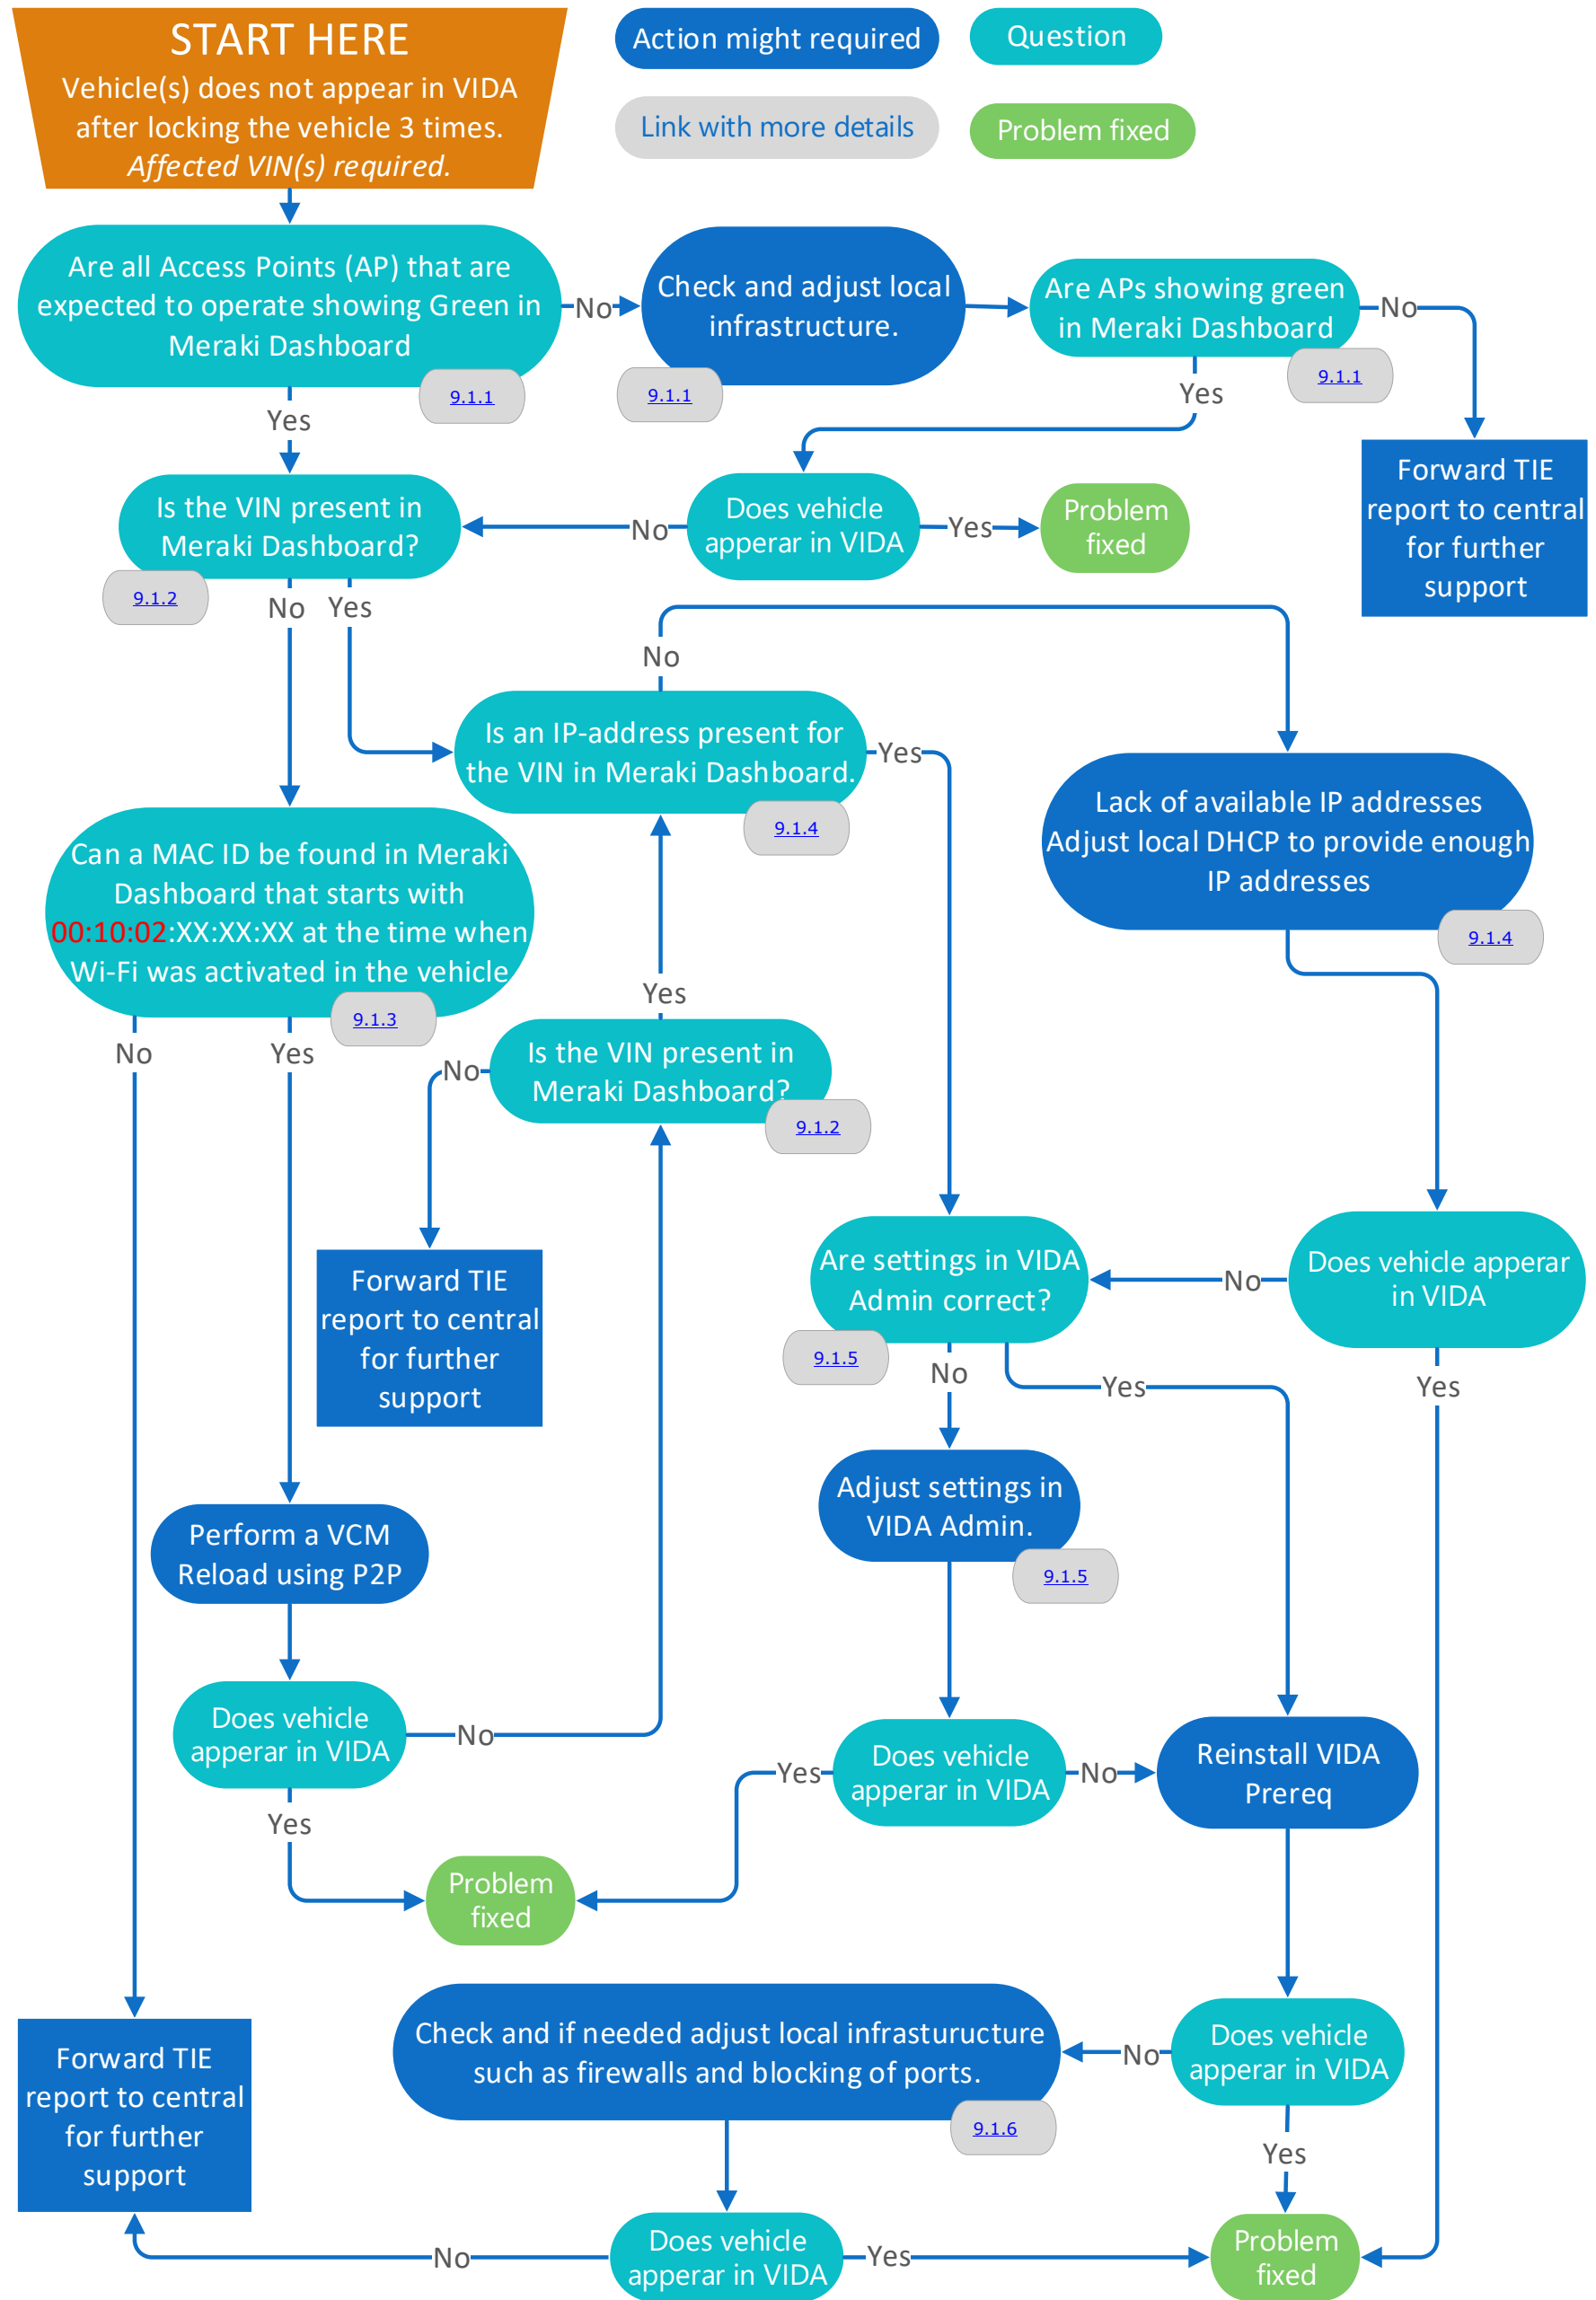 START HERE
Vehicle(s) does not appear in VIDA
after locking the vehicle 3 times.
Affected VIN(s) required.
Action might required
Question
Link with more details
Problem fixed
Are all Access Points (AP) that are
expected to operate showing Green in
Meraki Dashboard
9.1.1
No
Check and adjust local
infrastructure.
9.1.1
Are APs showing green
in Meraki Dashboard
9.1.1
No
Yes
Yes
Forward TIE
report to central
for further
support
Is the VIN present in
Meraki Dashboard?
9.1.2
No
Does vehicle
apperar in VIDA
Yes
Problem
fixed
No
Yes
No
Is an IP-address present for
the VIN in Meraki Dashboard.
9.1.4
Yes
Lack of available IP addresses
Adjust local DHCP to provide enough
IP addresses
9.1.4
Can a MAC ID be found in Meraki
Dashboard that starts with
00:10:02:XX:XX:XX at the time when
Wi-Fi was activated in the vehicle
9.1.3
No
Yes
Yes
Is the VIN present in
Meraki Dashboard?
9.1.2
No
Forward TIE
report to central
for further
support
Are settings in VIDA
Admin correct?
9.1.5
No
Does vehicle apperar
in VIDA
No
Yes
Yes
Adjust settings in
VIDA Admin.
9.1.5
Perform a VCM
Reload using P2P
Does vehicle
apperar in VIDA
No
Yes
Yes
Does vehicle
apperar in VIDA
No
Reinstall VIDA
Prereq
Problem
fixed
Check and if needed adjust local infrasturucture
such as firewalls and blocking of ports.
9.1.6
No
Does vehicle
apperar in VIDA
Yes
Forward TIE
report to central
for further
support
No
Does vehicle
apperar in VIDA
Yes
Problem
fixed